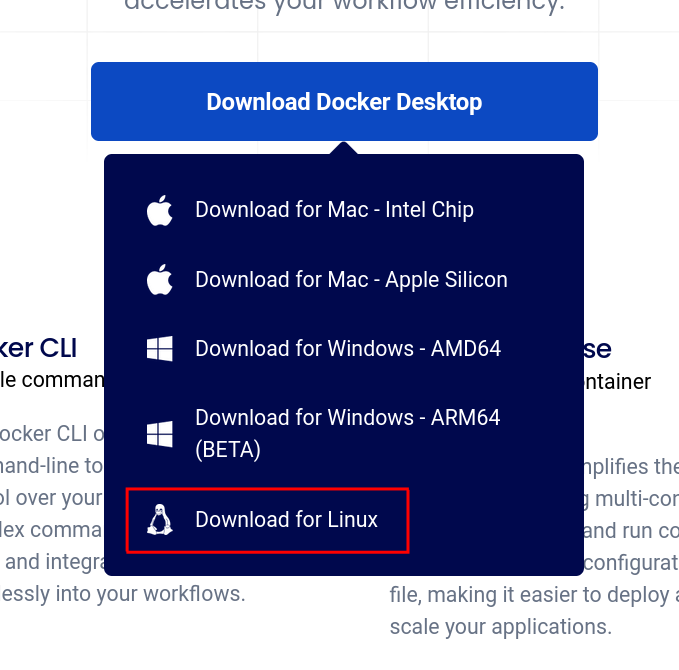 accelerates your workflow efficiency.
Download Docker Desktop
Download for Mac - Intel Chip
Download for Mac - Apple Silicon
Download for Windows - AMD64
Download for Windows - ARM64
(BETA)
Download for Linux
ker CLI
le comman
ocker CLI o
and-line to
ol over your
lex comma
and integra
essly into your workflows.
se
ntainer
nplifies the
g multi-con
and run co
configurat
file, making it easier to deploy a
scale your applications.